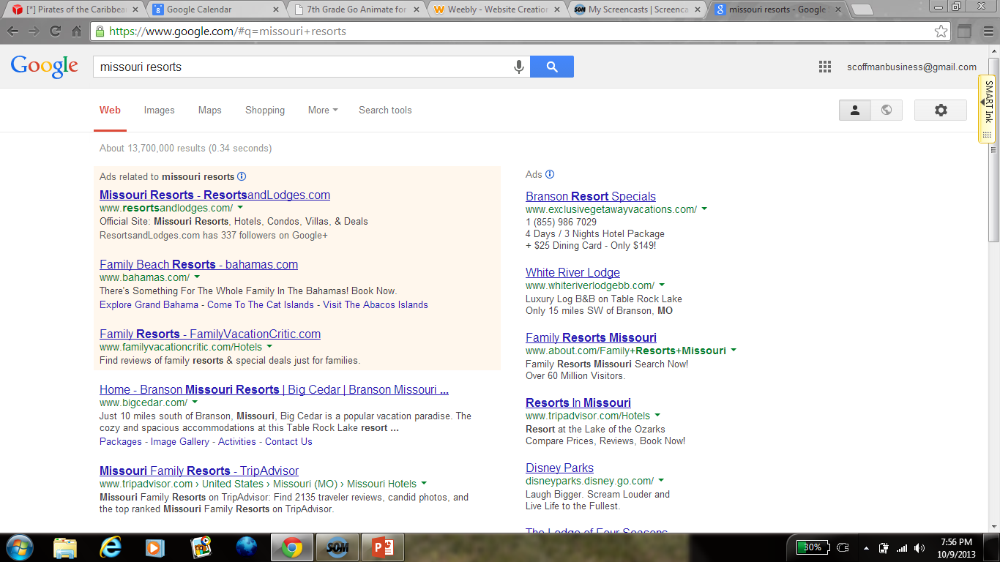 [*] Pirates of the Caribbea
Google Calendar
7th Grade Go Animate for
Weebly - Website Creation
My Screencasts | Screenca
missouri resorts - Google
https://www.google.com/#q=missouri+resorts
Google
missouri resorts
scoffmanbusiness@gmail.com
SMART Ink
Web
Images
Maps
Shopping
More
Search tools
About 13,700,000 results (0.34 seconds)
Ads related to missouri resorts
Missouri Resorts - ResortsandLodges.com
www.resortsandlodges.com/
Official Site: Missouri Resorts, Hotels, Condos, Villas, & Deals
ResortsandLodges.com has 337 followers on Google+
Family Beach Resorts - bahamas.com
www.bahamas.com/
There's Something For The Whole Family In The Bahamas! Book Now.
Explore Grand Bahama - Come To The Cat Islands - Visit The Abacos Islands
Family Resorts - FamilyVacationCritic.com
www.familyvacationcritic.com/Hotels
Find reviews of family resorts & special deals just for families.
Home - Branson Missouri Resorts | Big Cedar | Branson Missouri ...
www.bigcedar.com/
Just 10 miles south of Branson, Missouri, Big Cedar is a popular vacation paradise. The
cozy and spacious accommodations at this Table Rock Lake resort ...
Packages - Image Gallery - Activities - Contact Us
Missouri Family Resorts - TripAdvisor
www.tripadvisor.com › United States › Missouri (MO) › Missouri Hotels
Missouri Family Resorts on TripAdvisor: Find 2135 traveler reviews, candid photos, and
the top ranked Missouri Family Resorts on TripAdvisor.
Ads
Branson Resort Specials
www.exclusivegetawayvacations.com/
1 (855) 986 7029
4 Days / 3 Nights Hotel Package
+ $25 Dining Card - Only $149!
White River Lodge
www.whiteriverlodgebb.com/
Luxury Log B&B on Table Rock Lake
Only 15 miles SW of Branson, MO
Family Resorts Missouri
www.about.com/Family+Resorts+Missouri
Family Resorts Missouri Search Now!
Over 60 Million Visitors.
Resorts In Missouri
www.tripadvisor.com/Hotels
Resort at the Lake of the Ozarks
Compare Prices, Reviews, Book Now!
Disney Parks
disneyparks.disney.go.com/
Laugh Bigger. Scream Louder and
Live Life to the Fullest.
The Lodge of Four Seasons
SOM
30%
7:56 PM
10/9/2013